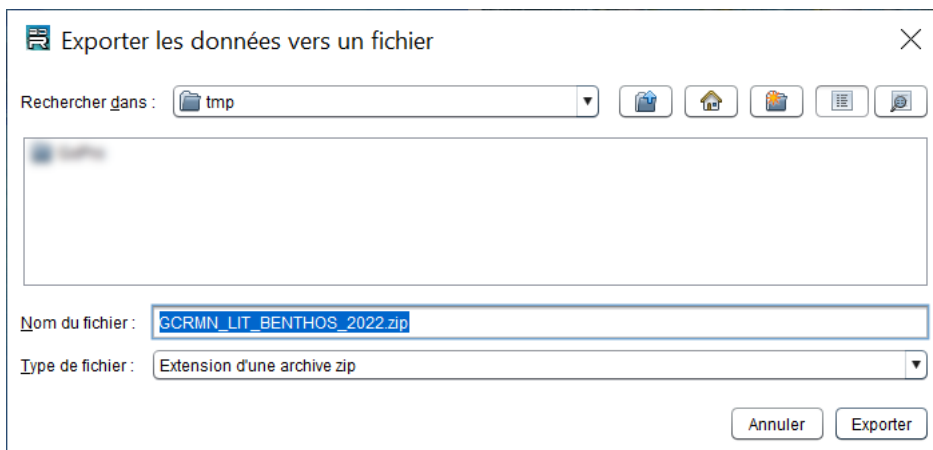 Exporter les données vers un fichier
Rechercher dans : tmp
Nom du fichier : GCRMN_LIT_BENTHOS_2022.zip
Type de fichier : Extension d'une archive zip
Annuler Exporter